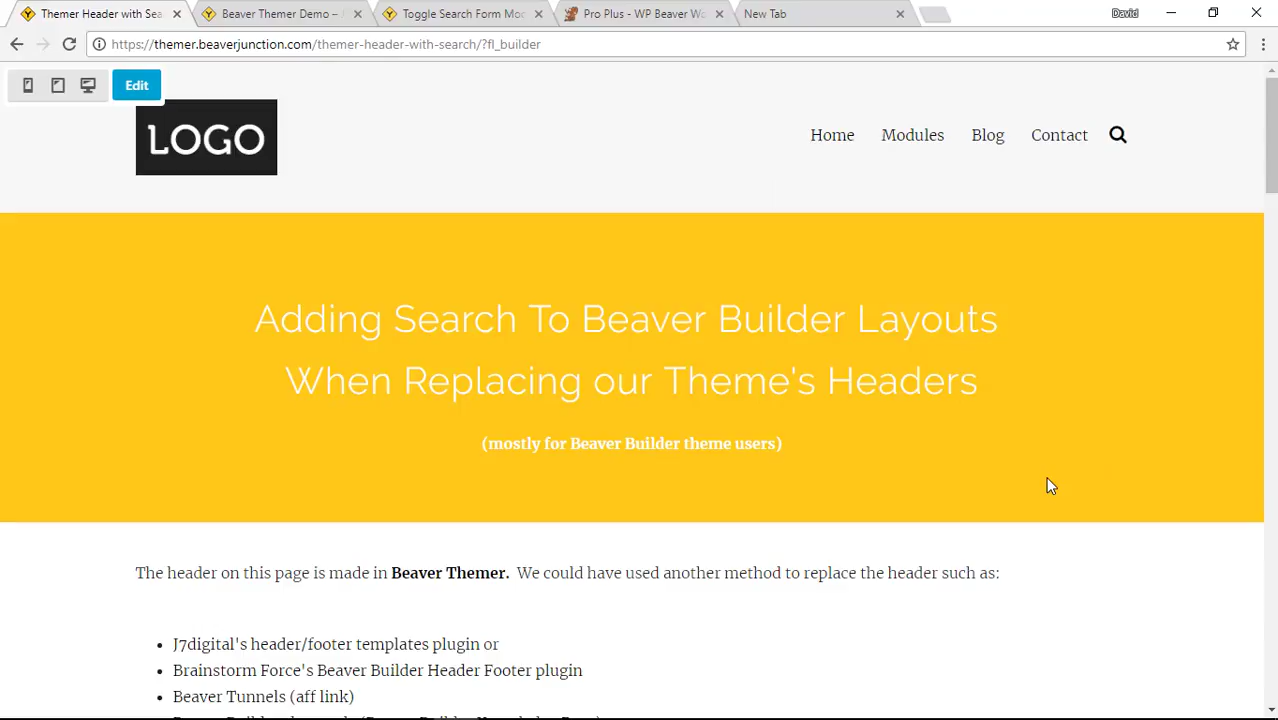 Themer Header with Sea
Beaver Themer Demo –
Toggle Search Form Mo
Pro Plus - WP Beaver Wo
New Tab
David
https://themer.beaverjunction.com/themer-header-with-search/?fl_builder
Edit
LOGO
Home
Modules
Blog
Contact
Adding Search To Beaver Builder Layouts
When Replacing our Theme's Headers
(mostly for Beaver Builder theme users)
The header on this page is made in Beaver Themer. We could have used another method to replace the header such as:
• J7digital's header/footer templates plugin or
• Brainstorm Force's Beaver Builder Header Footer plugin
• Beaver Tunnels (aff link)